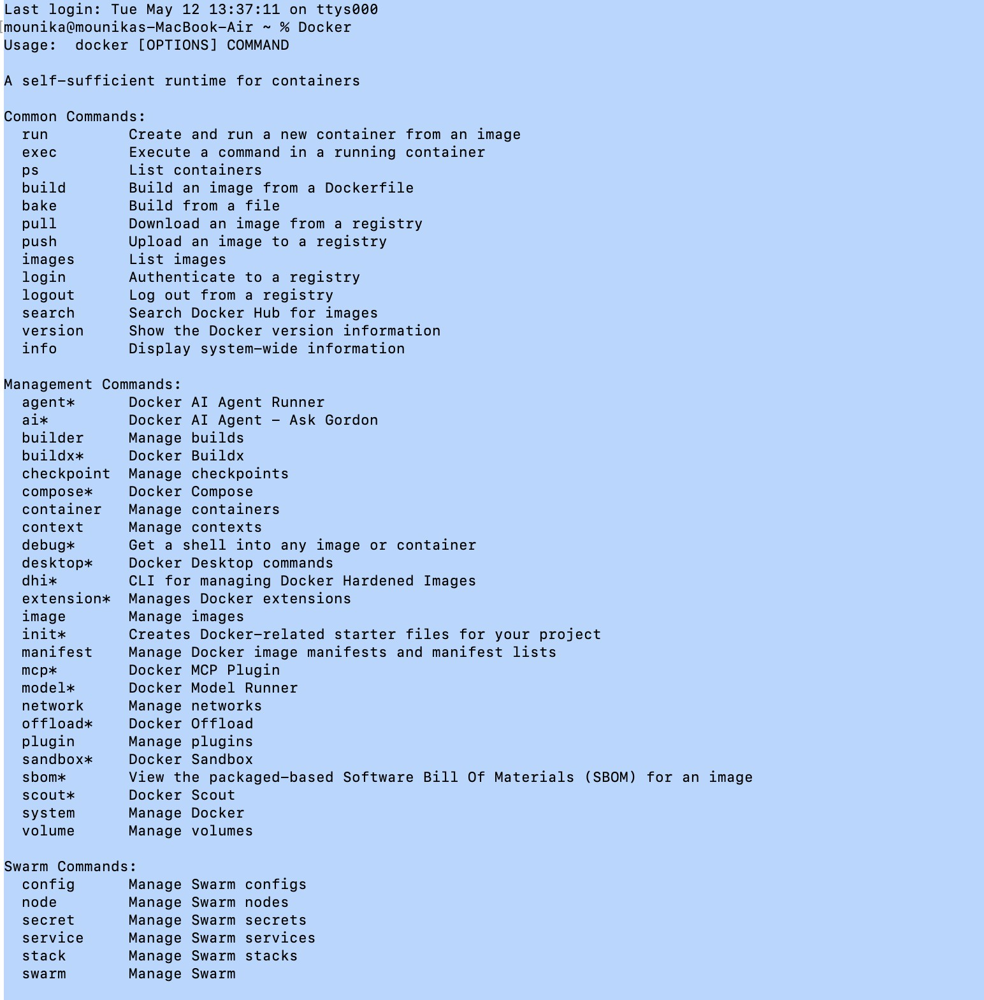 Last login: Tue May 12 13:37:11 on ttys000
mounika@mounikas-MacBook-Air ~ % Docker
Usage:  docker [OPTIONS] COMMAND

A self-sufficient runtime for containers

Common Commands:
  run         Create and run a new container from an image
  exec        Execute a command in a running container
  ps          List containers
  build       Build an image from a Dockerfile
  bake        Build from a file
  pull        Download an image from a registry
  push        Upload an image to a registry
  images      List images
  login       Authenticate to a registry
  logout      Log out from a registry
  search      Search Docker Hub for images
  version     Show the Docker version information
  info        Display system-wide information

Management Commands:
  agent*      Docker AI Agent Runner
  ai*         Docker AI Agent - Ask Gordon
  builder     Manage builds
  buildx*     Docker Buildx
  checkpoint  Manage checkpoints
  compose*    Docker Compose
  container   Manage containers
  context     Manage contexts
  debug*      Get a shell into any image or container
  desktop*    Docker Desktop commands
  dhi*        CLI for managing Docker Hardened Images
  extension*  Manages Docker extensions
  image       Manage images
  init*       Creates Docker-related starter files for your project
  manifest    Manage Docker image manifests and manifest lists
  mcp*        Docker MCP Plugin
  model*      Docker Model Runner
  network     Manage networks
  offload*    Docker Offload
  plugin      Manage plugins
  sandbox*    Docker Sandbox
  sbom*       View the packaged-based Software Bill Of Materials (SBOM) for an image
  scout*      Docker Scout
  system      Manage Docker
  volume      Manage volumes

Swarm Commands:
  config      Manage Swarm configs
  node        Manage Swarm nodes
  secret      Manage Swarm secrets
  service     Manage Swarm services
  stack       Manage Swarm stacks
  swarm       Manage Swarm